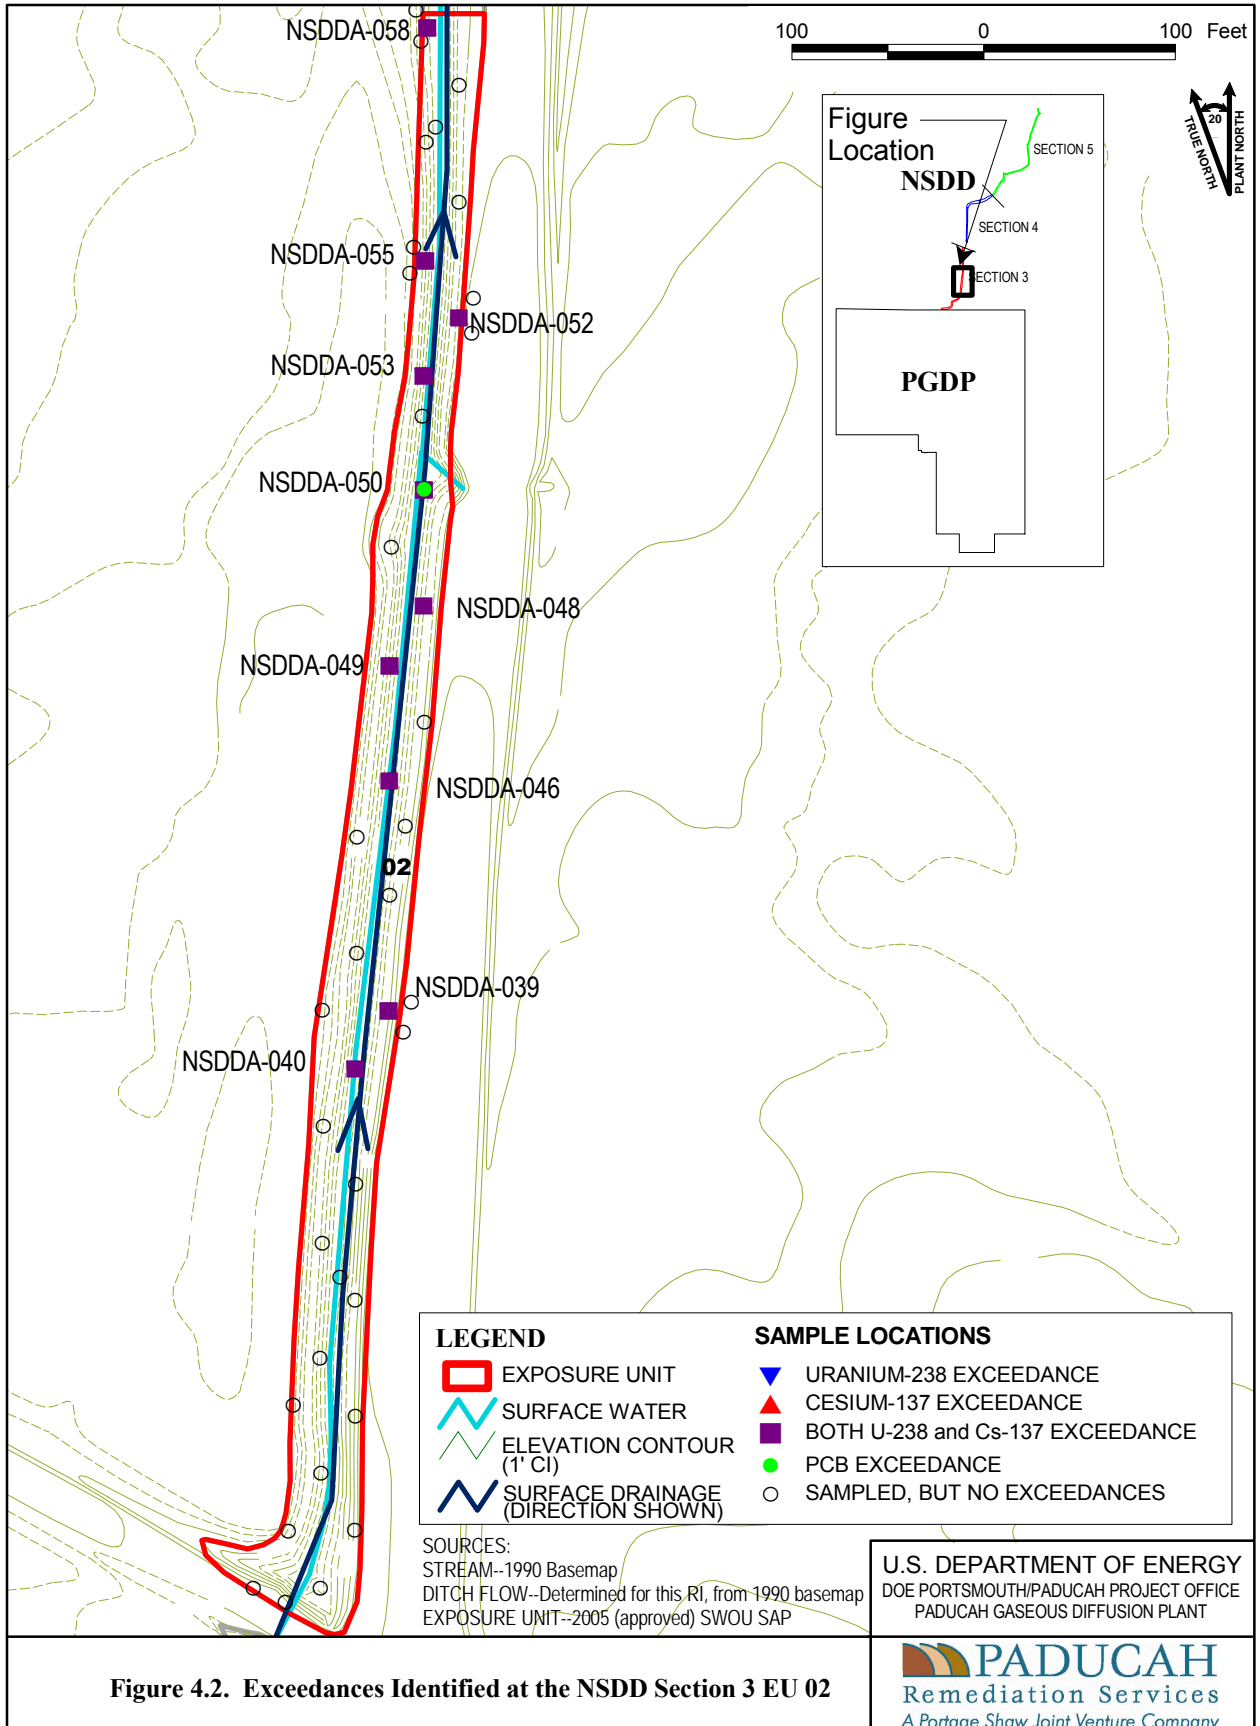 NSDDA-058
100 0 100 Feet
Figure
Location
NSDD
SECTION 5
SECTION 4
SECTION 3
PGDP
20
TRUE NORTH
PLANT NORTH
NSDDA-055
NSDDA-052
NSDDA-053
NSDDA-050
NSDDA-048
NSDDA-049
NSDDA-046
02
NSDDA-039
NSDDA-040
LEGEND
EXPOSURE UNIT
SURFACE WATER
ELEVATION CONTOUR
(1' CI)
SURFACE DRAINAGE
(DIRECTION SHOWN)
SAMPLE LOCATIONS
URANIUM-238 EXCEEDANCE
CESIUM-137 EXCEEDANCE
BOTH U-238 and Cs-137 EXCEEDANCE
PCB EXCEEDANCE
SAMPLED, BUT NO EXCEEDANCES
SOURCES:
STREAM--1990 Basemap
DITCH FLOW--Determined for this RI, from 1990 basemap
EXPOSURE UNIT--2005 (approved) SWOU SAP
U.S. DEPARTMENT OF ENERGY
DOE PORTSMOUTH/PADUCAH PROJECT OFFICE
PADUCAH GASEOUS DIFFUSION PLANT
Figure 4.2. Exceedances Identified at the NSDD Section 3 EU 02
PADUCAH
Remediation Services
A Portage Shaw Joint Venture Company